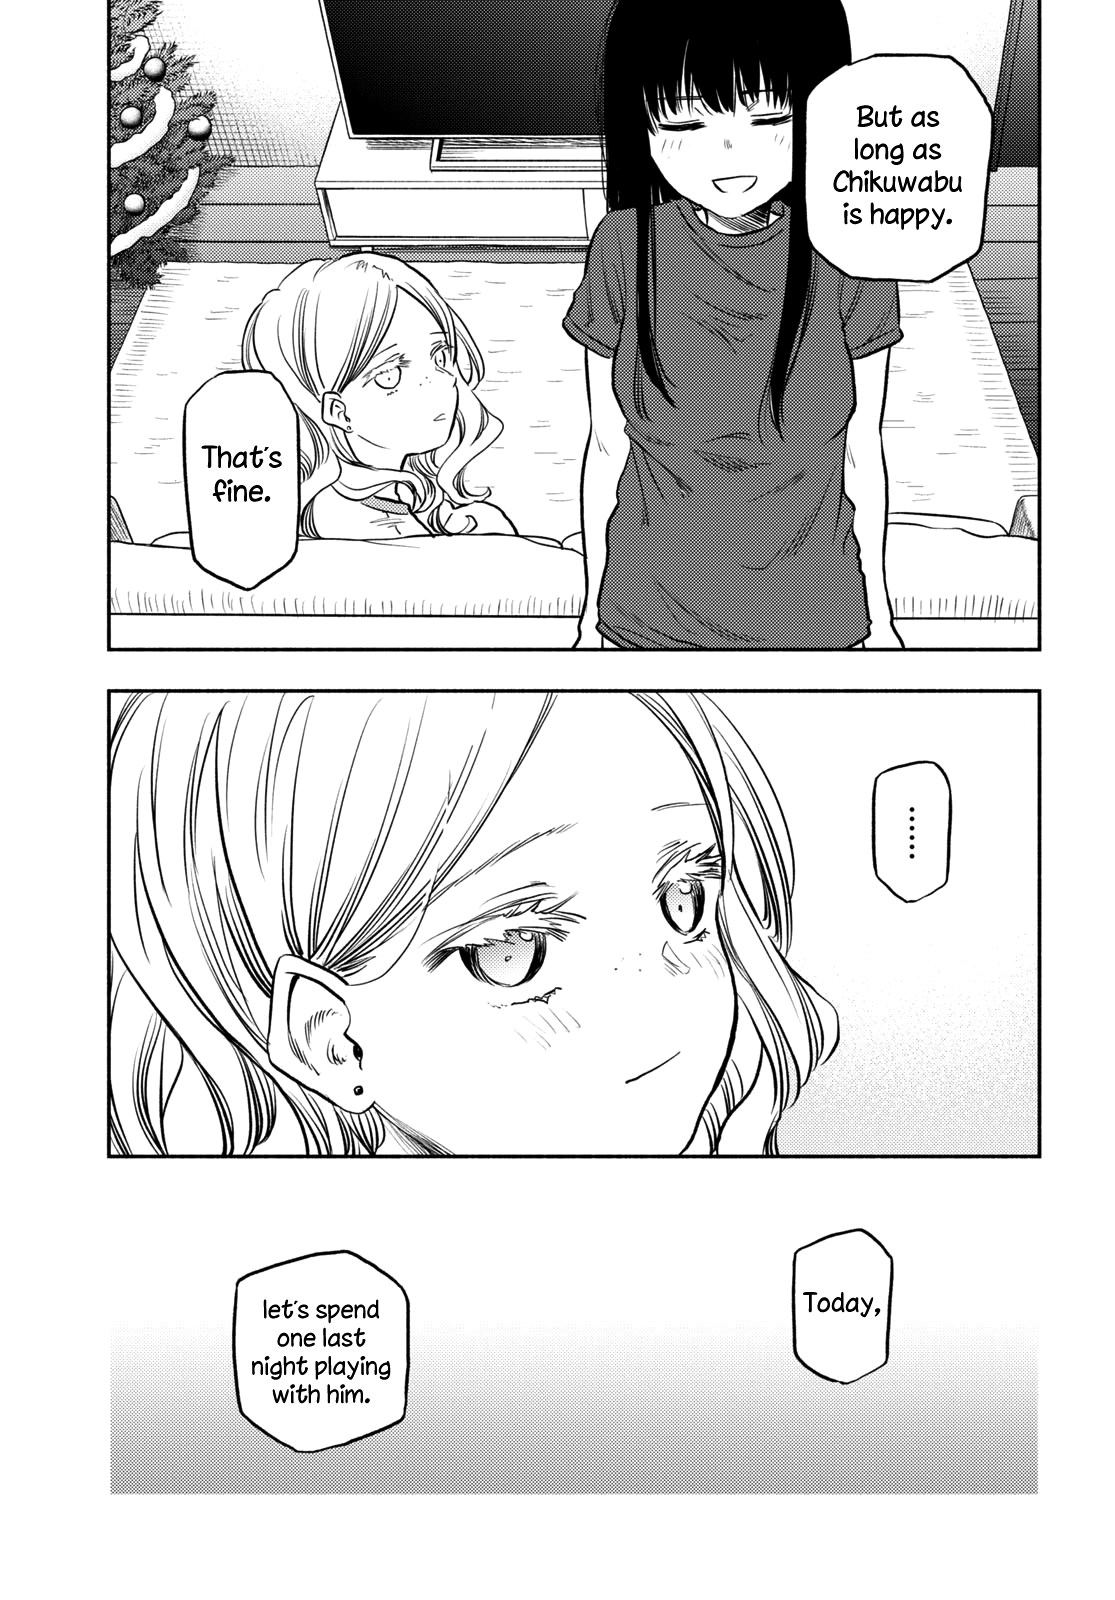 But as
long as
Chikuwabu
is happy.
That's
fine.
.......
Today,
let's spend
one last
night playing
with him.